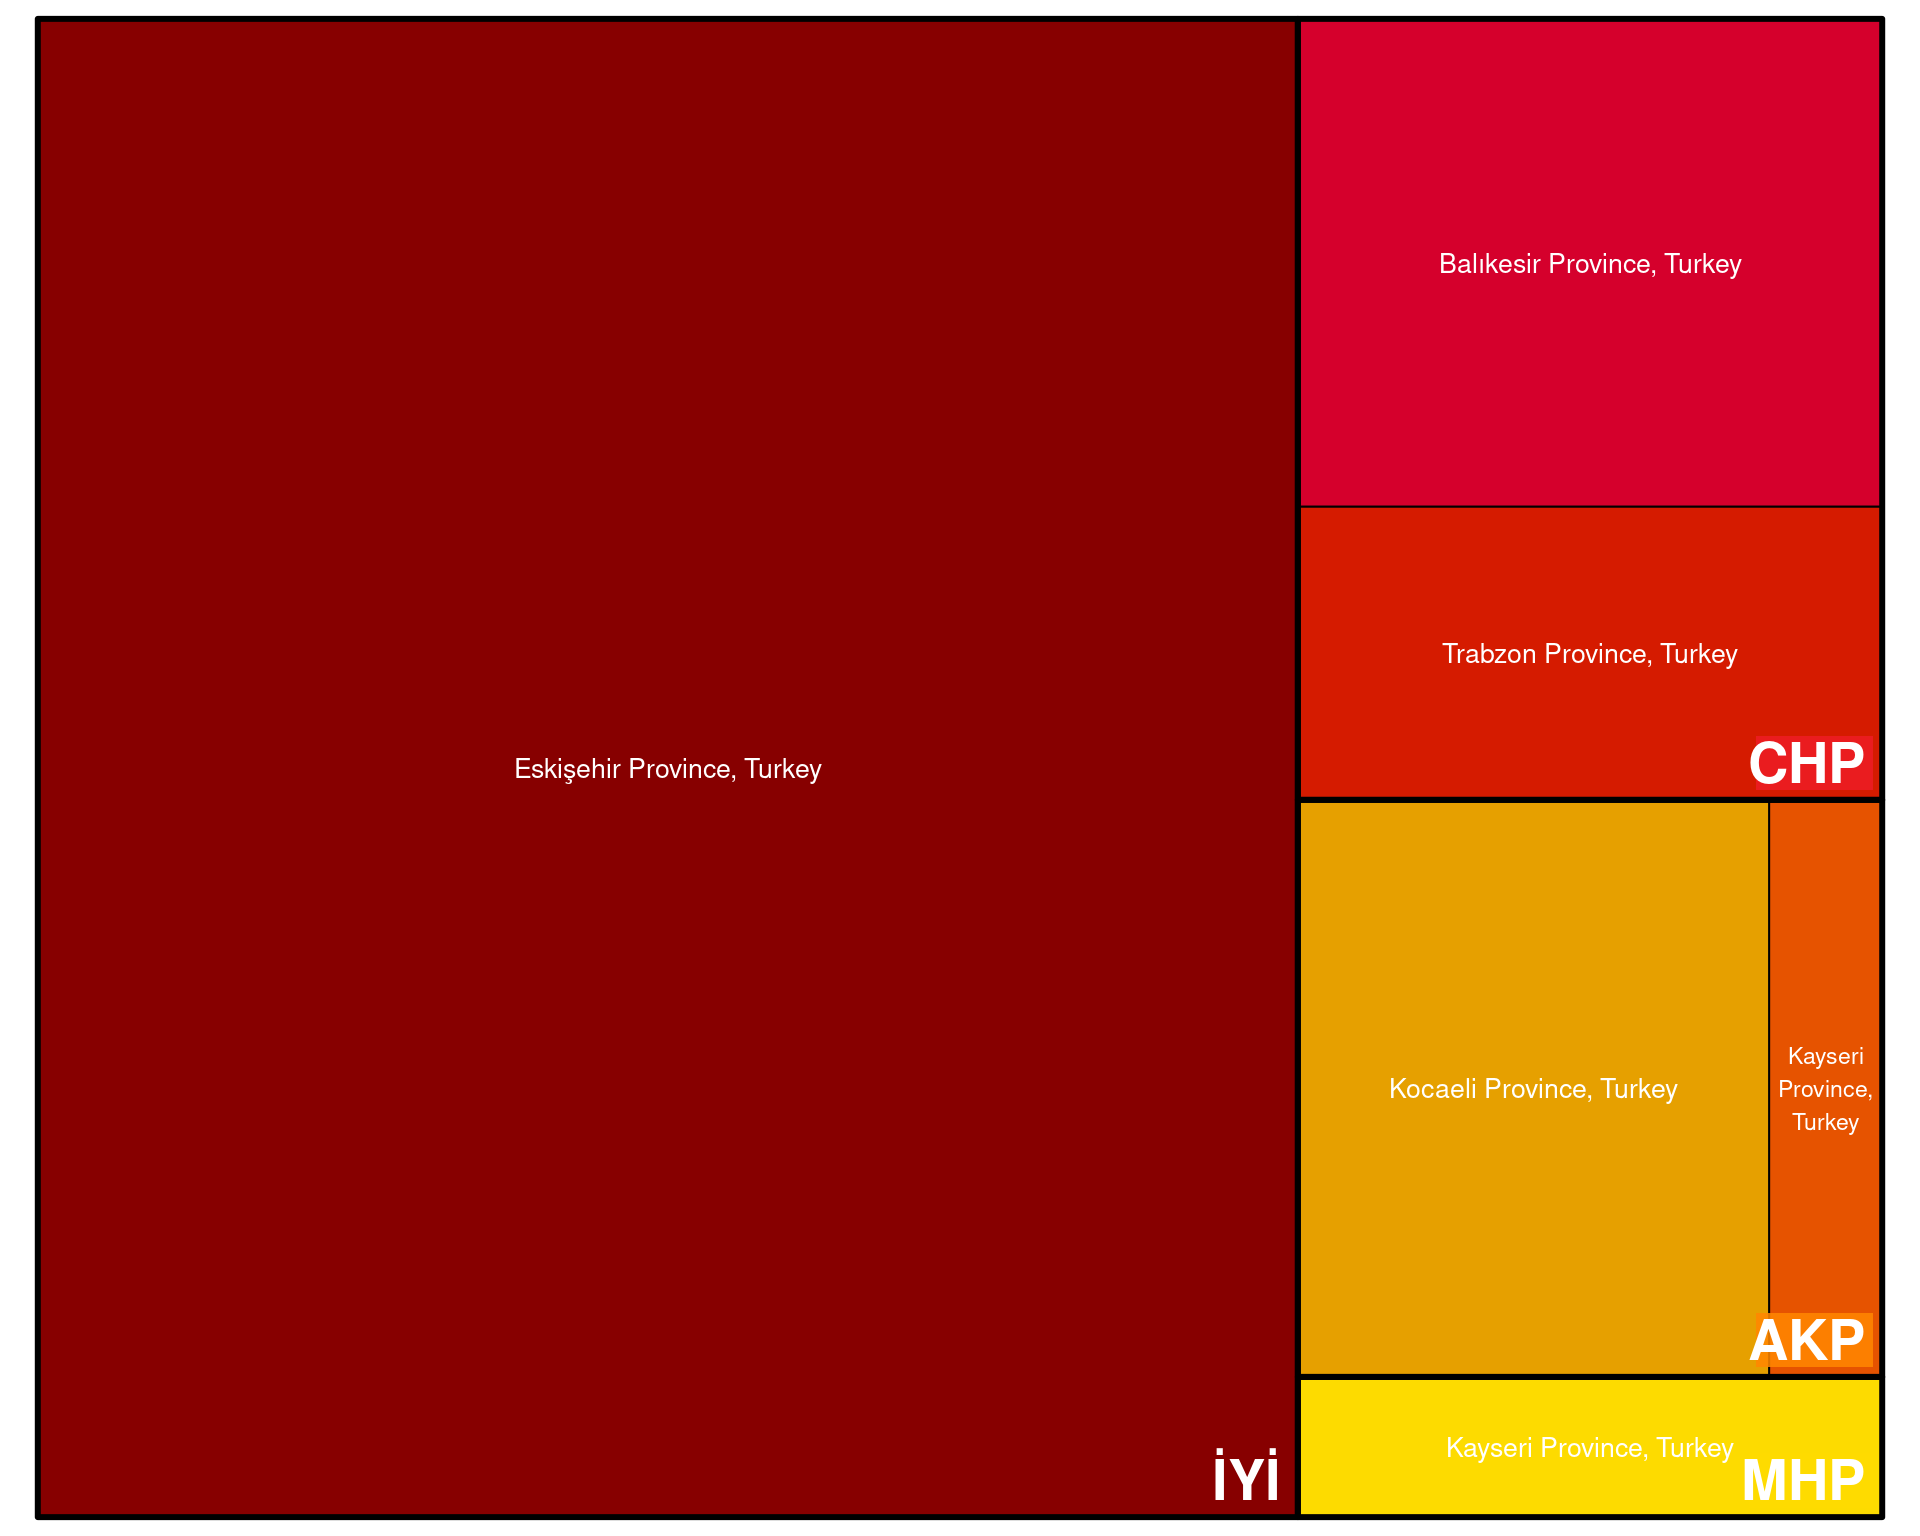 Eskişehir Province, Turkey
İYİ
Balıkesir Province, Turkey
Trabzon Province, Turkey
CHP
Kocaeli Province, Turkey
Kayseri
Province,
Turkey
AKP
Kayseri Province, Turkey
MHP